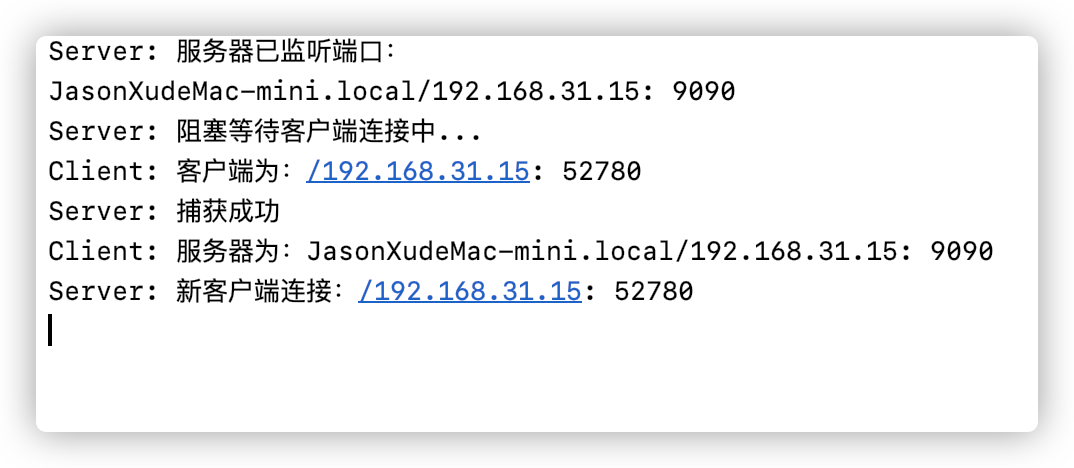 Server: 服务器已监听端口:
JasonXudeMac-mini.local/192.168.31.15: 9090
Server: 阻塞等待客户端连接中...
Client: 客户端为: /192.168.31.15: 52780
Server: 捕获成功
Client: 服务器为: JasonXudeMac-mini.local/192.168.31.15: 9090
Server: 新客户端连接: /192.168.31.15: 52780